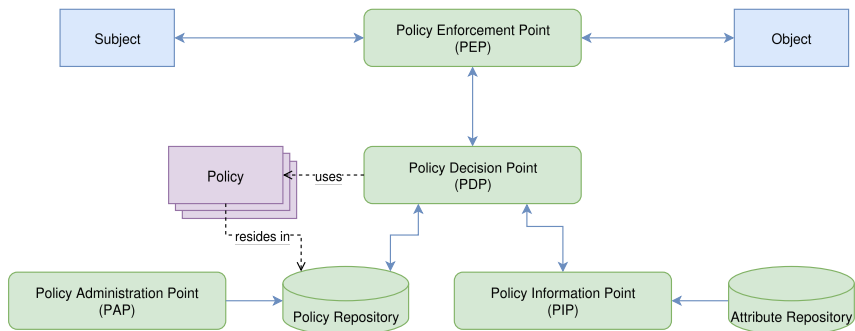 Subject
Policy Enforcement Point
(PEP)
Object
Policy
uses
Policy Decision Point
(PDP)
resides in
Policy Administration Point
(PAP)
Policy Repository
Policy Information Point
(PIP)
Attribute Repository